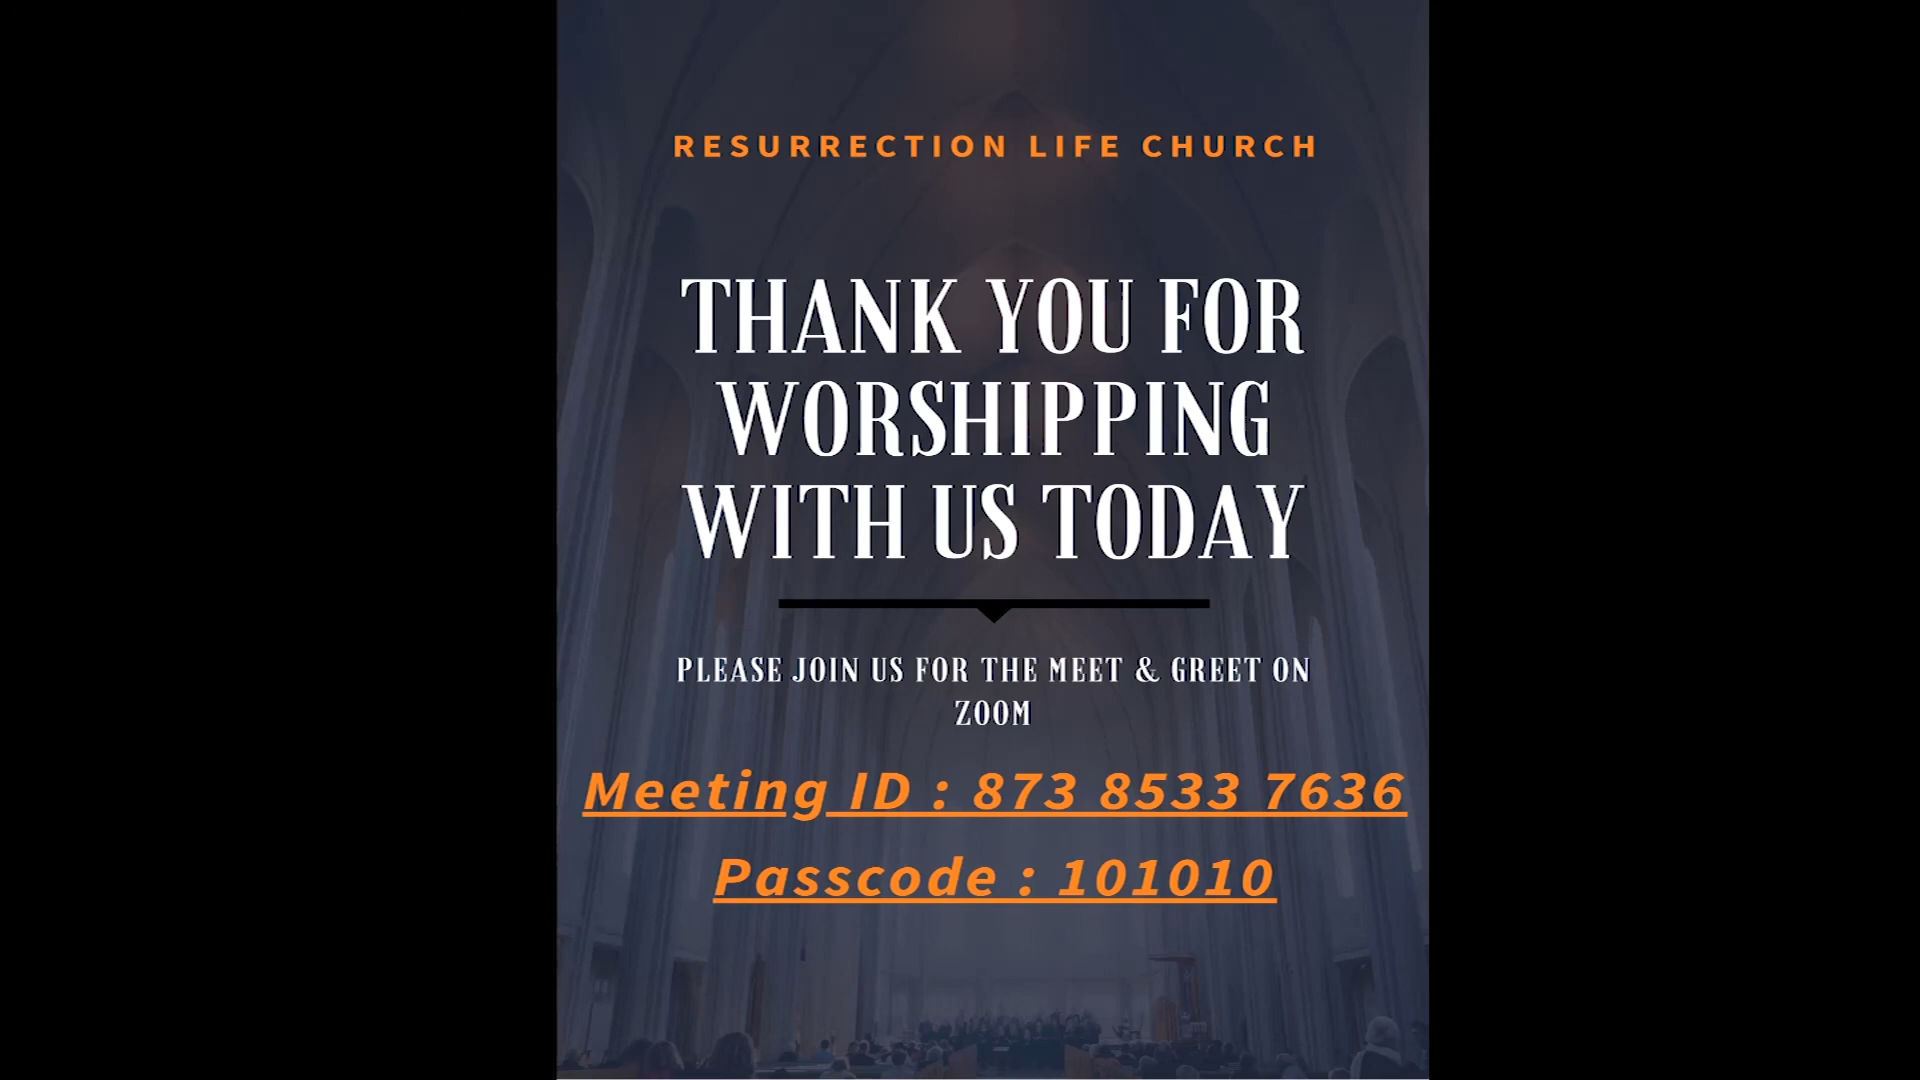 RESURRECTION LIFE CHURCH
THANK YOU FOR
WORSHIPPING
WITH US TODAY
PLEASE JOIN US FOR THE MEET & GREET ON
ZOOM
Meeting ID : 873 8533 7636
Passcode : 101010